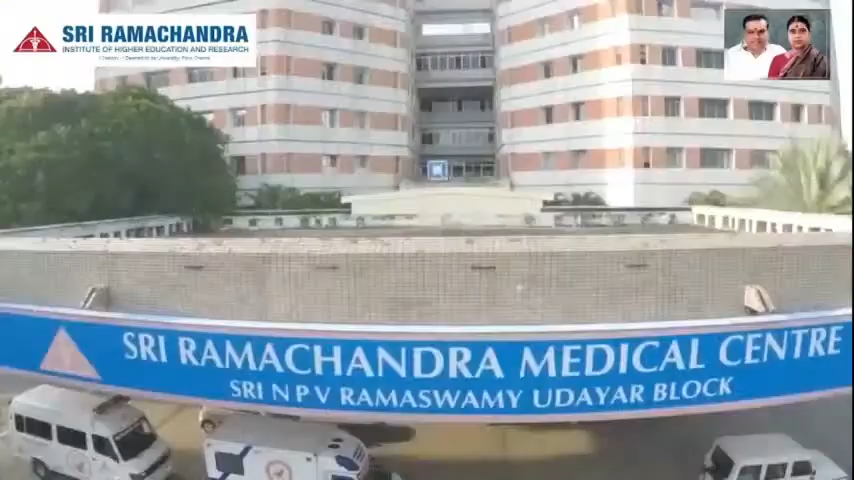 SRI RAMACHANDRA
INSTITUTE OF HIGHER EDUCATION AND RESEARCH
SRI RAMACHANDRA MEDICAL CENTRE
SRI N P V RAMASWAMY UDAYAR BLOCK